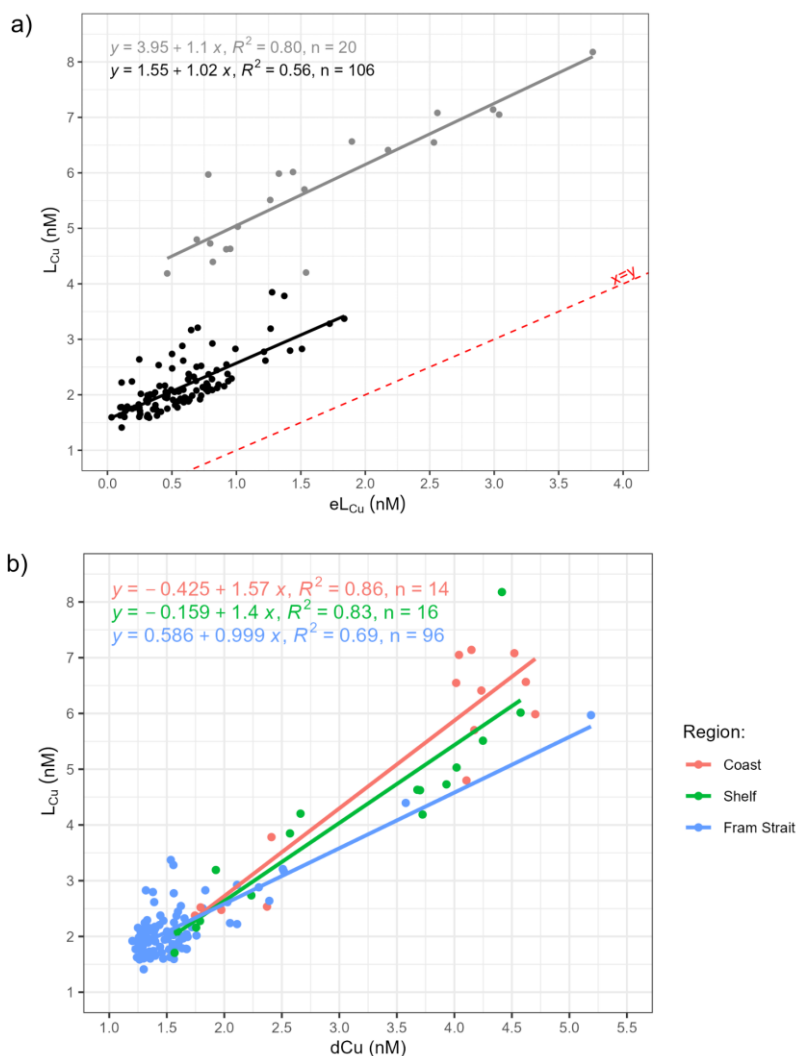 a)
y = 3.95 + 1.1 x, R² = 0.80, n = 20
y = 1.55 + 1.02 x, R² = 0.56, n = 106
8
7
6
5
4
3
2
1
L_Cu (nM)
x=y
0.0 0.5 1.0 1.5 2.0 2.5 3.0 3.5 4.0
eL_Cu (nM)
b)
y = − 0.425 + 1.57 x, R² = 0.86, n = 14
y = − 0.159 + 1.4 x, R² = 0.83, n = 16
y = 0.586 + 0.999 x, R² = 0.69, n = 96
8
7
6
5
4
3
2
1
L_Cu (nM)
1.0 1.5 2.0 2.5 3.0 3.5 4.0 4.5 5.0 5.5
dCu (nM)
Region:
Coast
Shelf
Fram Strait